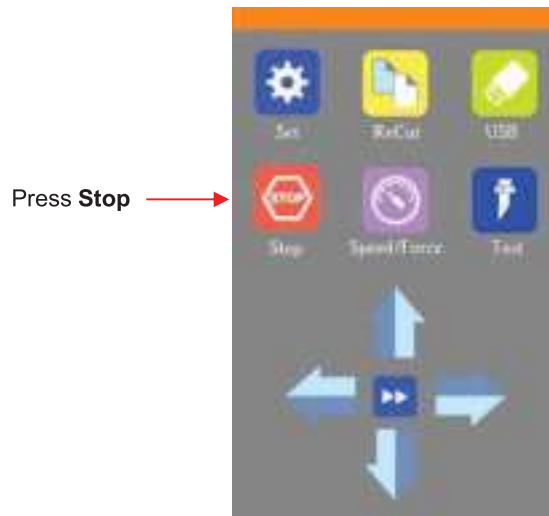 Set ReCut USB
Press Stop
STOP
Stop Speed/Force Test